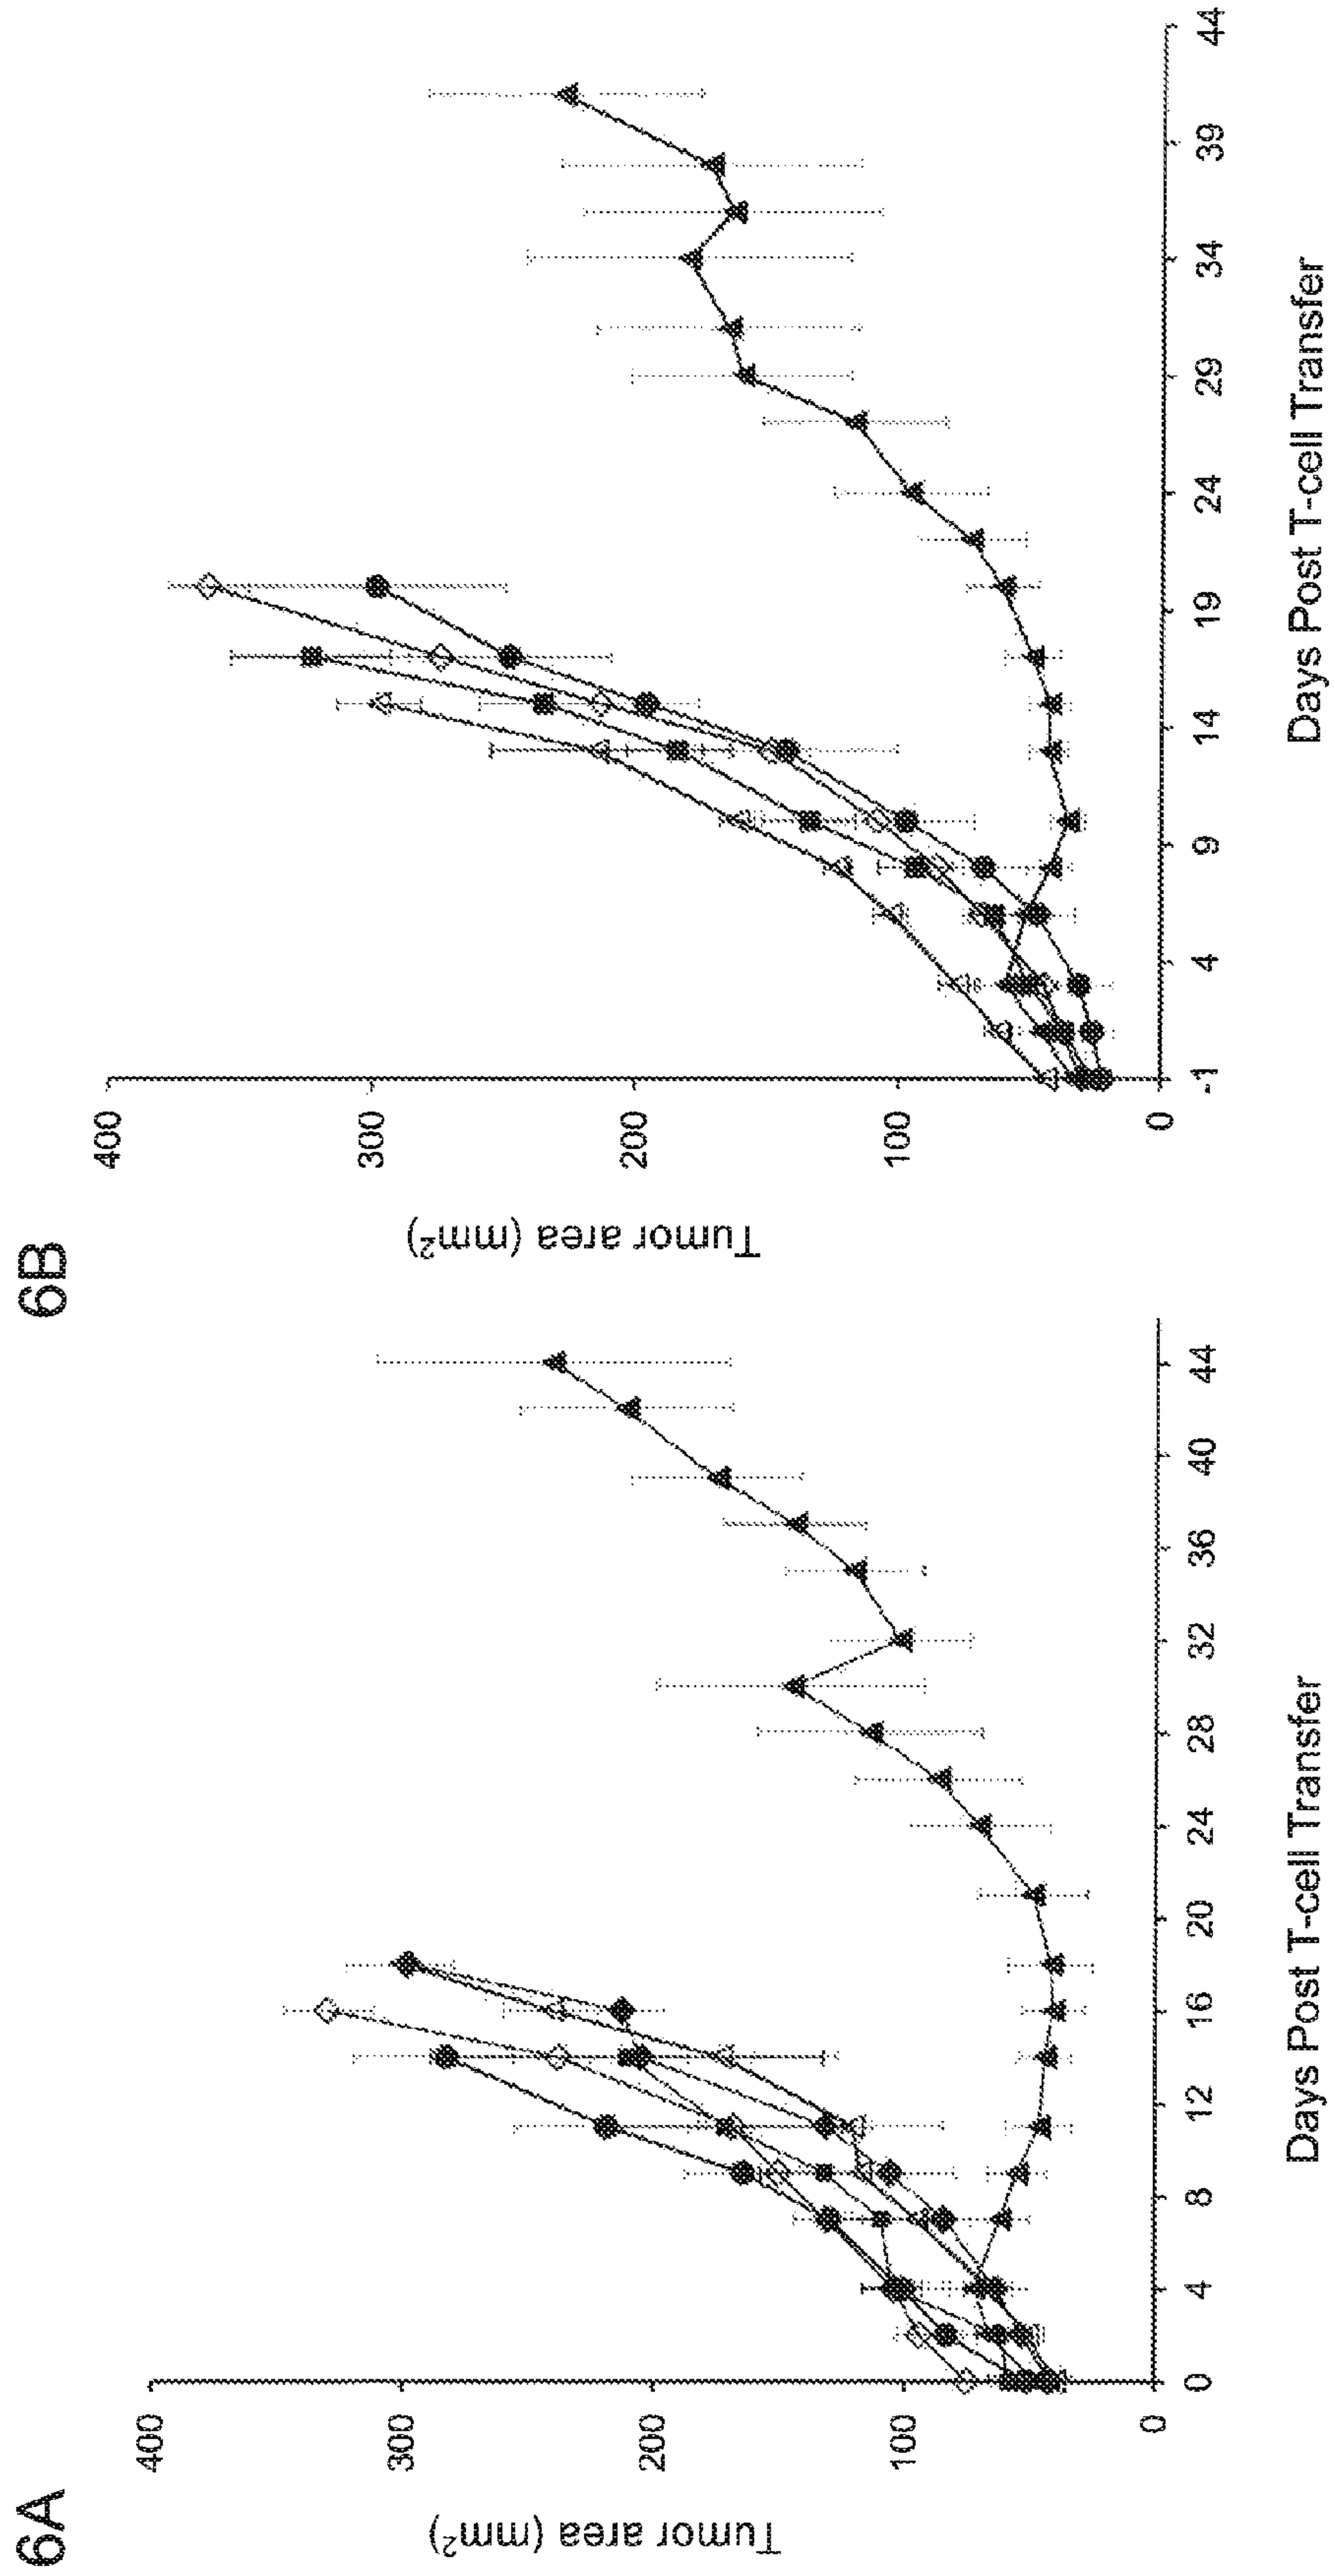 6A
Tumor area (mm²)
400
300
200
100
0
0 4 8 12 16 20 24 28 32 36 40 44
Days Post T-cell Transfer
6B
Tumor area (mm²)
400
300
200
100
0
-1 4 9 14 19 24 29 34 39 44
Days Post T-cell Transfer